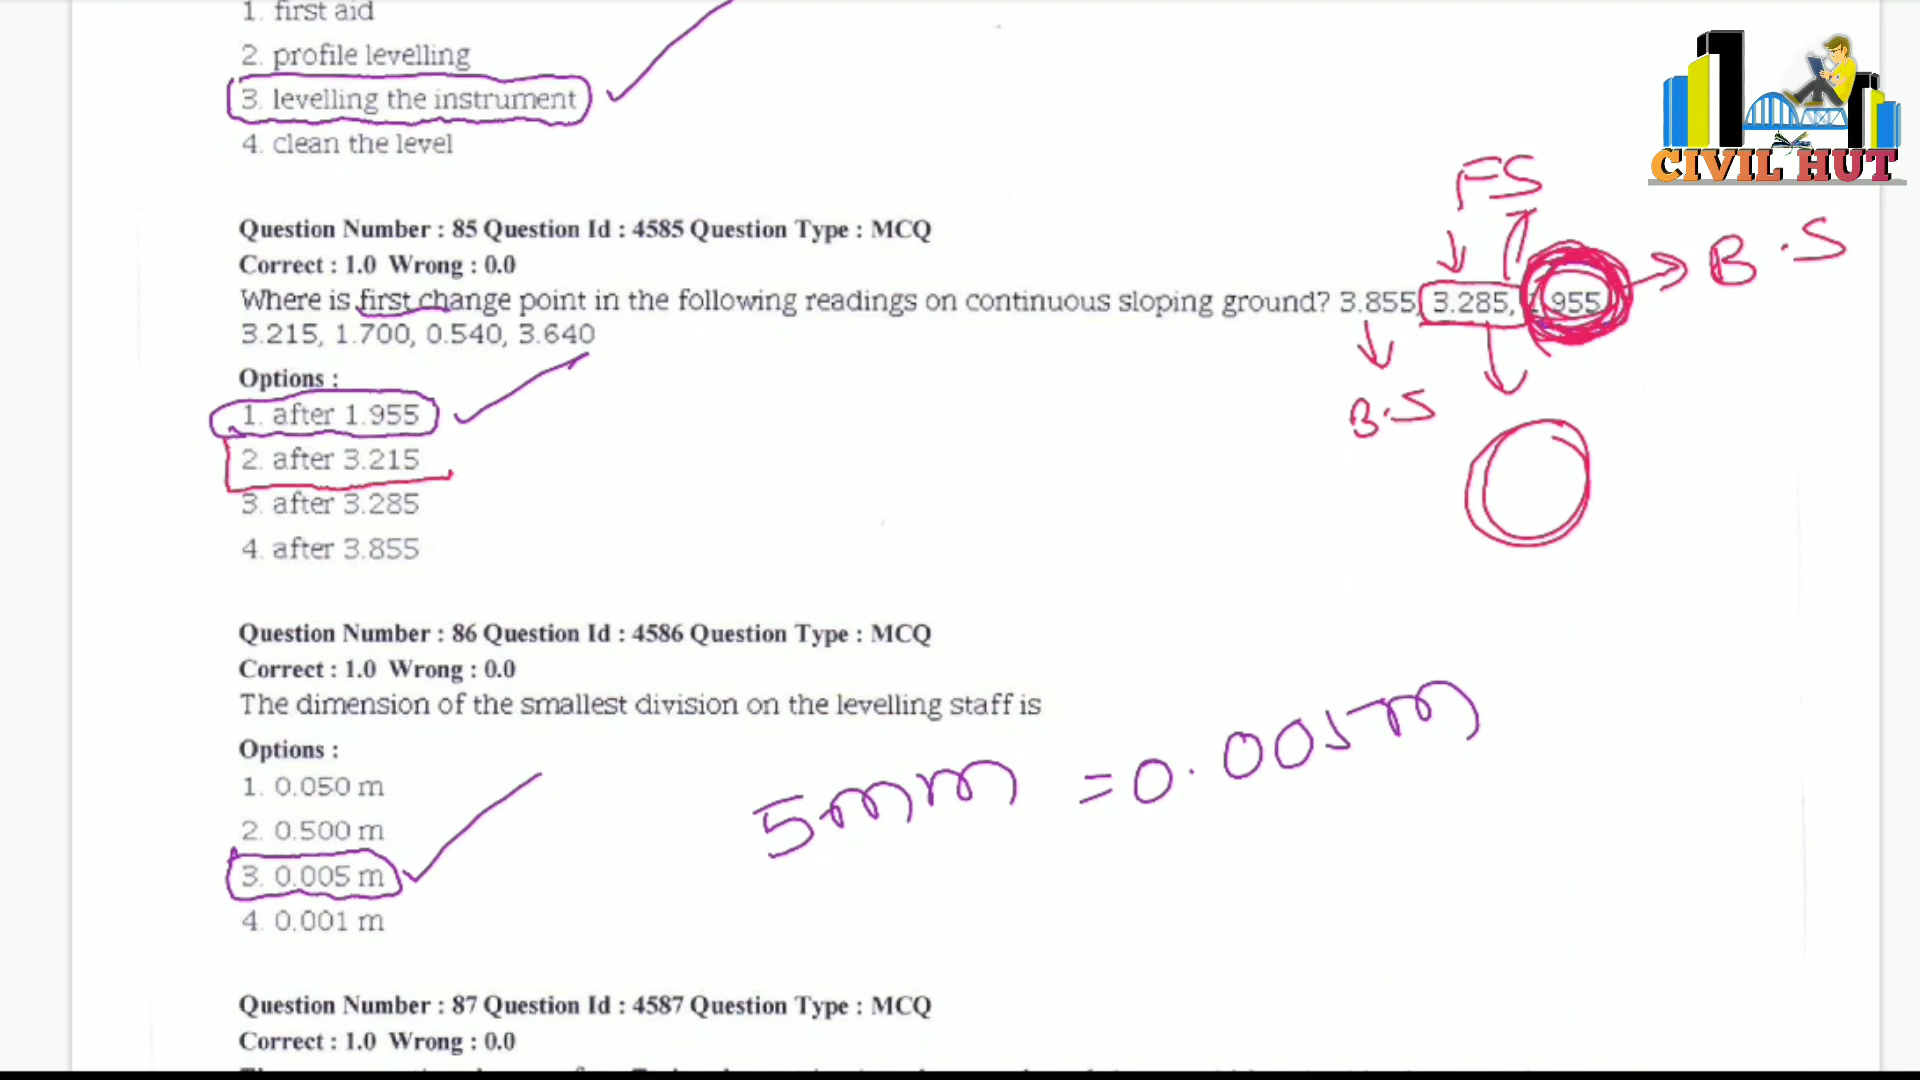 1. first aid
2. profile levelling
3. levelling the instrument
4. clean the level
CIVIL HUT
FS
Question Number : 85 Question Id : 4585 Question Type : MCQ
B.S
Correct : 1.0 Wrong : 0.0
Where is first change point in the following readings on continuous sloping ground? 3.855, 3.285, 955
3.215, 1.700, 0.540, 3.640
Options :
B.S
1. after 1.955
2. after 3.215
3. after 3.285
4. after 3.855
Question Number : 86 Question Id : 4586 Question Type : MCQ
Correct : 1.0 Wrong : 0.0
The dimension of the smallest division on the levelling staff is
Options :
5mm = 0.005m
1. 0.050 m
2. 0.500 m
3. 0.005 m
4. 0.001 m
Question Number : 87 Question Id : 4587 Question Type : MCQ
Correct : 1.0 Wrong : 0.0